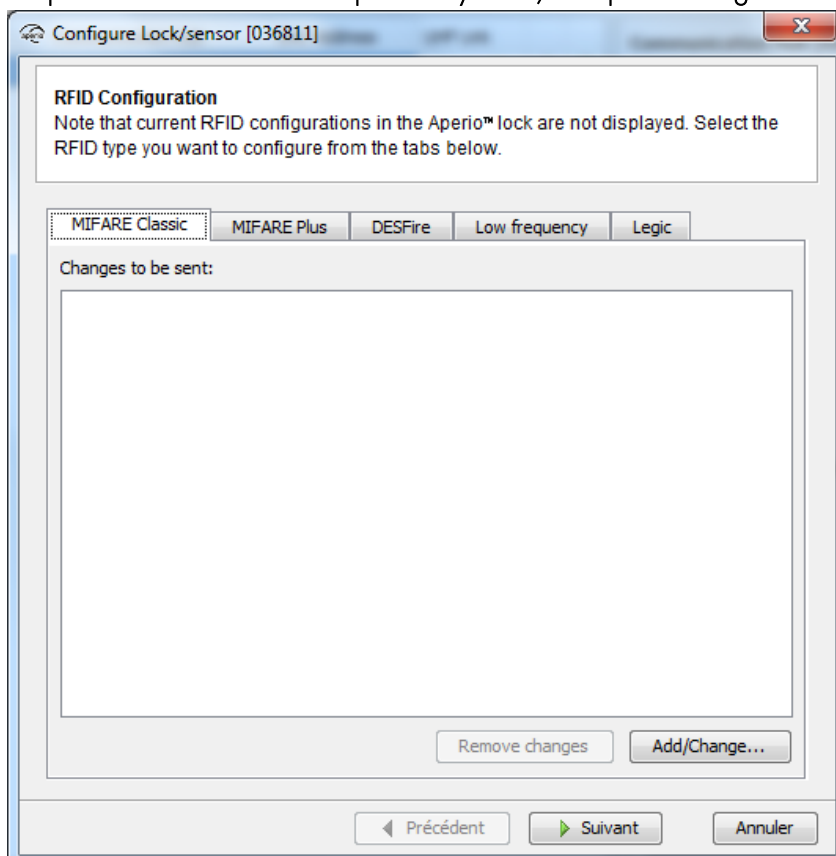 Configure Lock/sensor [036811]
RFID Configuration
Note that current RFID configurations in the Aperio™ lock are not displayed. Select the
RFID type you want to configure from the tabs below.
MIFARE Classic MIFARE Plus DESFire Low frequency Legic
Changes to be sent:
Remove changes Add/Change...
Précédent Suivant Annuler